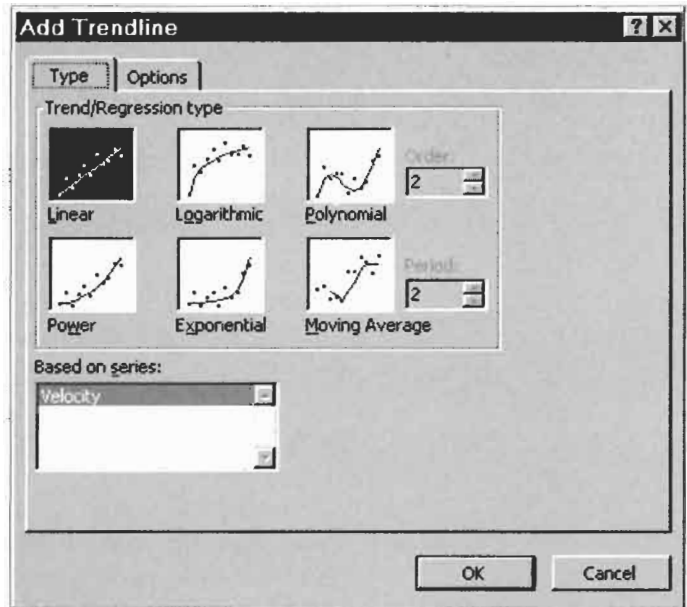 Add Trendline
Type Options
Trend/Regression type
Linear Logarithmic Polynomial
Order:
2
Power Exponential Moving Average
Period:
2
Based on series:
Velocity
OK Cancel